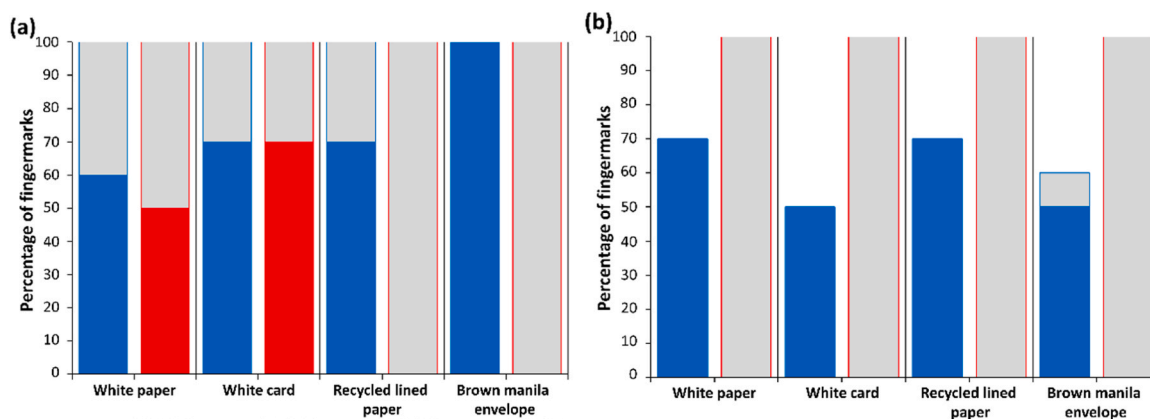 (a)
Percentage of fingermarks
100
90
80
70
60
50
40
30
20
10
0
White paper
White card
Recycled lined
paper
Brown manila
envelope
(b)
Percentage of fingermarks
100
90
80
70
60
50
40
30
20
10
0
White paper
White card
Recycled lined
paper
Brown manila
envelope